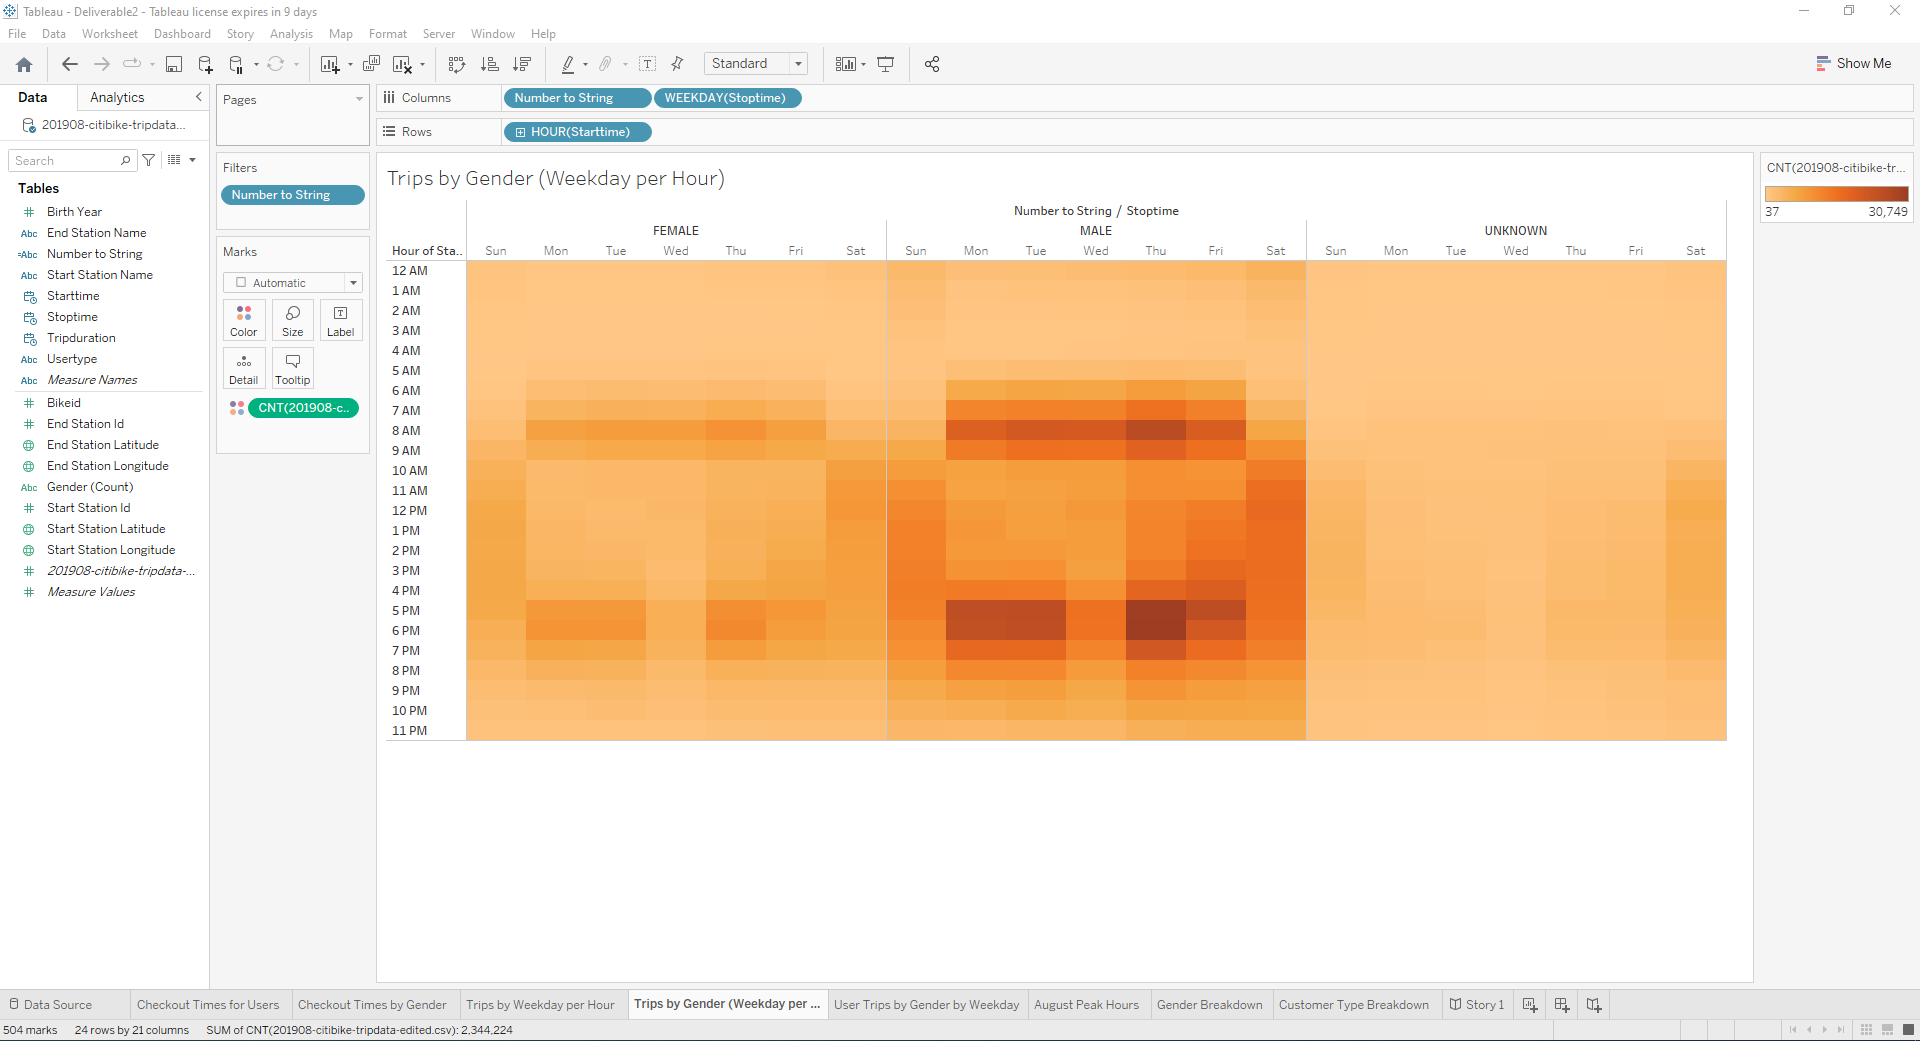 Tableau - Deliverable2 - Tableau license expires in 9 days
File Data Worksheet Dashboard Story Analysis Map Format Server Window Help
Standard
Show Me
Data Analytics
201908-citibike-tripdata...
Search
Tables
# Birth Year
Abc End Station Name
=Abc Number to String
Abc Start Station Name
Starttime
Stoptime
Tripduration
Abc Usertype
Abc Measure Names
# Bikeid
# End Station Id
End Station Latitude
End Station Longitude
Abc Gender (Count)
# Start Station Id
Start Station Latitude
Start Station Longitude
# 201908-citibike-tripdata-...
# Measure Values
Pages
Filters
Number to String
Marks
Automatic
Color Size Label
Detail Tooltip
CNT(201908-c..
Columns Number to String WEEKDAY(Stoptime)
Rows HOUR(Starttime)
Trips by Gender (Weekday per Hour)
Number to String / Stoptime
FEMALE MALE UNKNOWN
Hour of Sta.. Sun Mon Tue Wed Thu Fri Sat Sun Mon Tue Wed Thu Fri Sat Sun Mon Tue Wed Thu Fri Sat
12 AM
1 AM
2 AM
3 AM
4 AM
5 AM
6 AM
7 AM
8 AM
9 AM
10 AM
11 AM
12 PM
1 PM
2 PM
3 PM
4 PM
5 PM
6 PM
7 PM
8 PM
9 PM
10 PM
11 PM
CNT(201908-citibike-tr...
37 30,749
Data Source Checkout Times for Users Checkout Times by Gender Trips by Weekday per Hour Trips by Gender (Weekday per ... User Trips by Gender by Weekday August Peak Hours Gender Breakdown Customer Type Breakdown Story 1
504 marks 24 rows by 21 columns SUM of CNT(201908-citibike-tripdata-edited.csv): 2,344,224